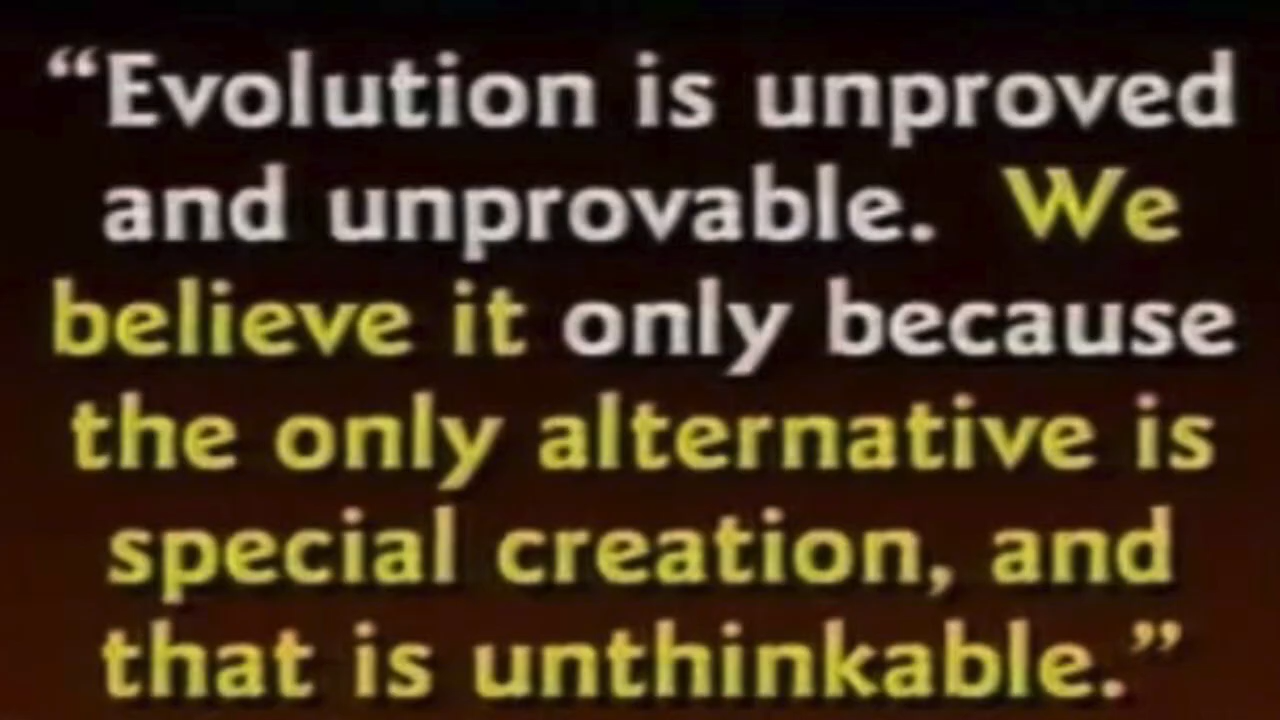 “Evolution is unproved
and unprovable. We
believe it only because
the only alternative is
special creation, and
that is unthinkable.”